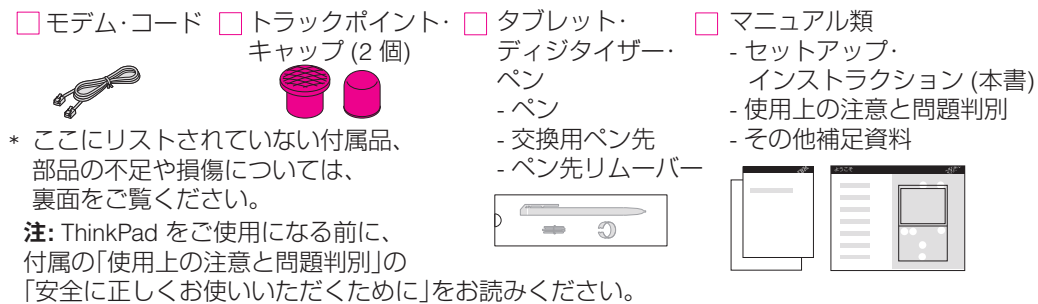 モデム・コード
トラックポイント・
キャップ (2 個)
タブレット・
ディジタイザー・
ペン
- ペン
- 交換用ペン先
- ペン先リムーバー
マニュアル類
- セットアップ・
インストラクション (本書)
- 使用上の注意と問題判別
- その他補足資料
* ここにリストされていない付属品、
部品の不足や損傷については、
裏面をご覧ください。
注: ThinkPad をご使用になる前に、
付属の「使用上の注意と問題判別」の
「安全に正しくお使いいただくために」をお読みください。
ようこそ